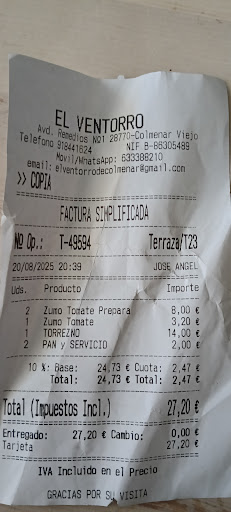 EL VENTORRO
Avd. Remedios Nº1 28770-Colmenar Viejo
Telefono 918441624 NIF B-86305489
Movil/WhatsApp: 633388210
email: elventorrodecolmenar@gmail.com
>> COPIA
FACTURA SIMPLIFICADA
Nº Op.: T-49594 Terraza/T23
20/08/2025 20:39 JOSE ANGEL
Uds. Producto Importe
2 Zumo Tomate Prepara 8,00 €
1 Zumo Tomate 3,20 €
1 TORREZNO 14,00 €
2 PAN y SERVICIO 2,00 €
10 %: Base: 24,73 € Cuota: 2,47 €
Total: 24,73 € Total: 2,47 €
Total (Impuestos Incl.) 27,20 €
Entregado: 27,20 € Cambio: 0,00 €
Tarjeta 27,20 €
IVA Incluido en el Precio
GRACIAS POR SU VISITA